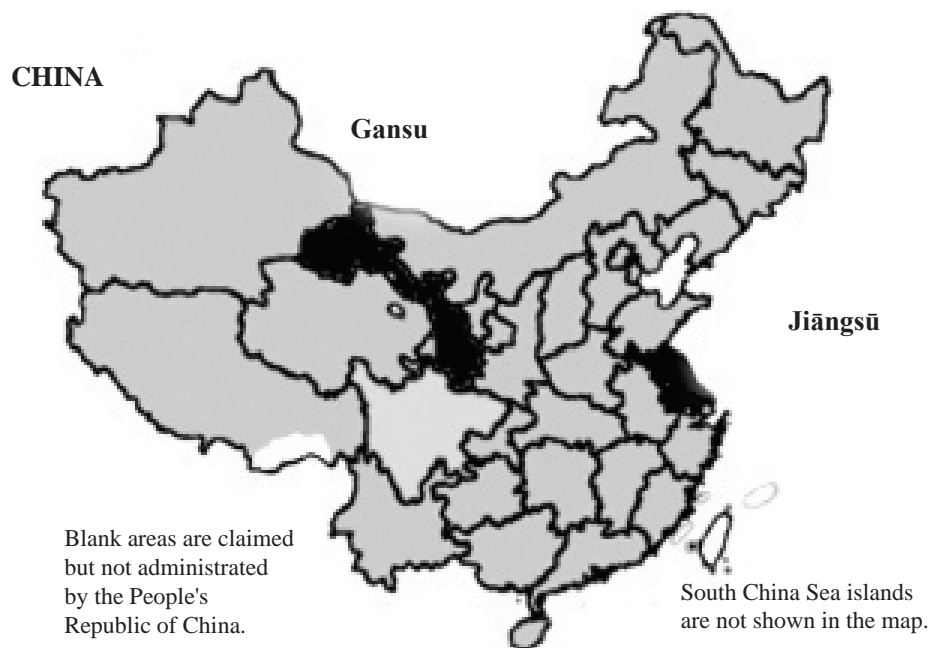 CHINA
Gansu
Jiāngsū
Blank areas are claimed
but not administrated
by the People's
Republic of China.
South China Sea islands
are not shown in the map.